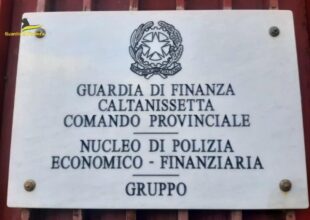 GUARDIA DI FINANZA
CALTANISSETTA
COMANDO PROVINCIALE
NUCLEO DI POLIZIA
ECONOMICO - FINANZIARIA
GRUPPO